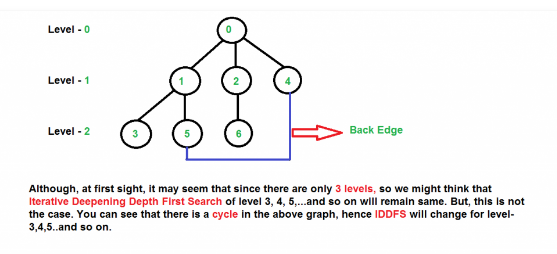 Level - 0
0
Level - 1
1
2
4
Level - 2
3
5
6
Back Edge
Although, at first sight, it may seem that since there are only 3 levels, so we might think that
Iterative Deepening Depth First Search of level 3, 4, 5,...and so on will remain same. But, this is not
the case. You can see that there is a cycle in the above graph, hence IDDFS will change for level-
3,4,5..and so on.